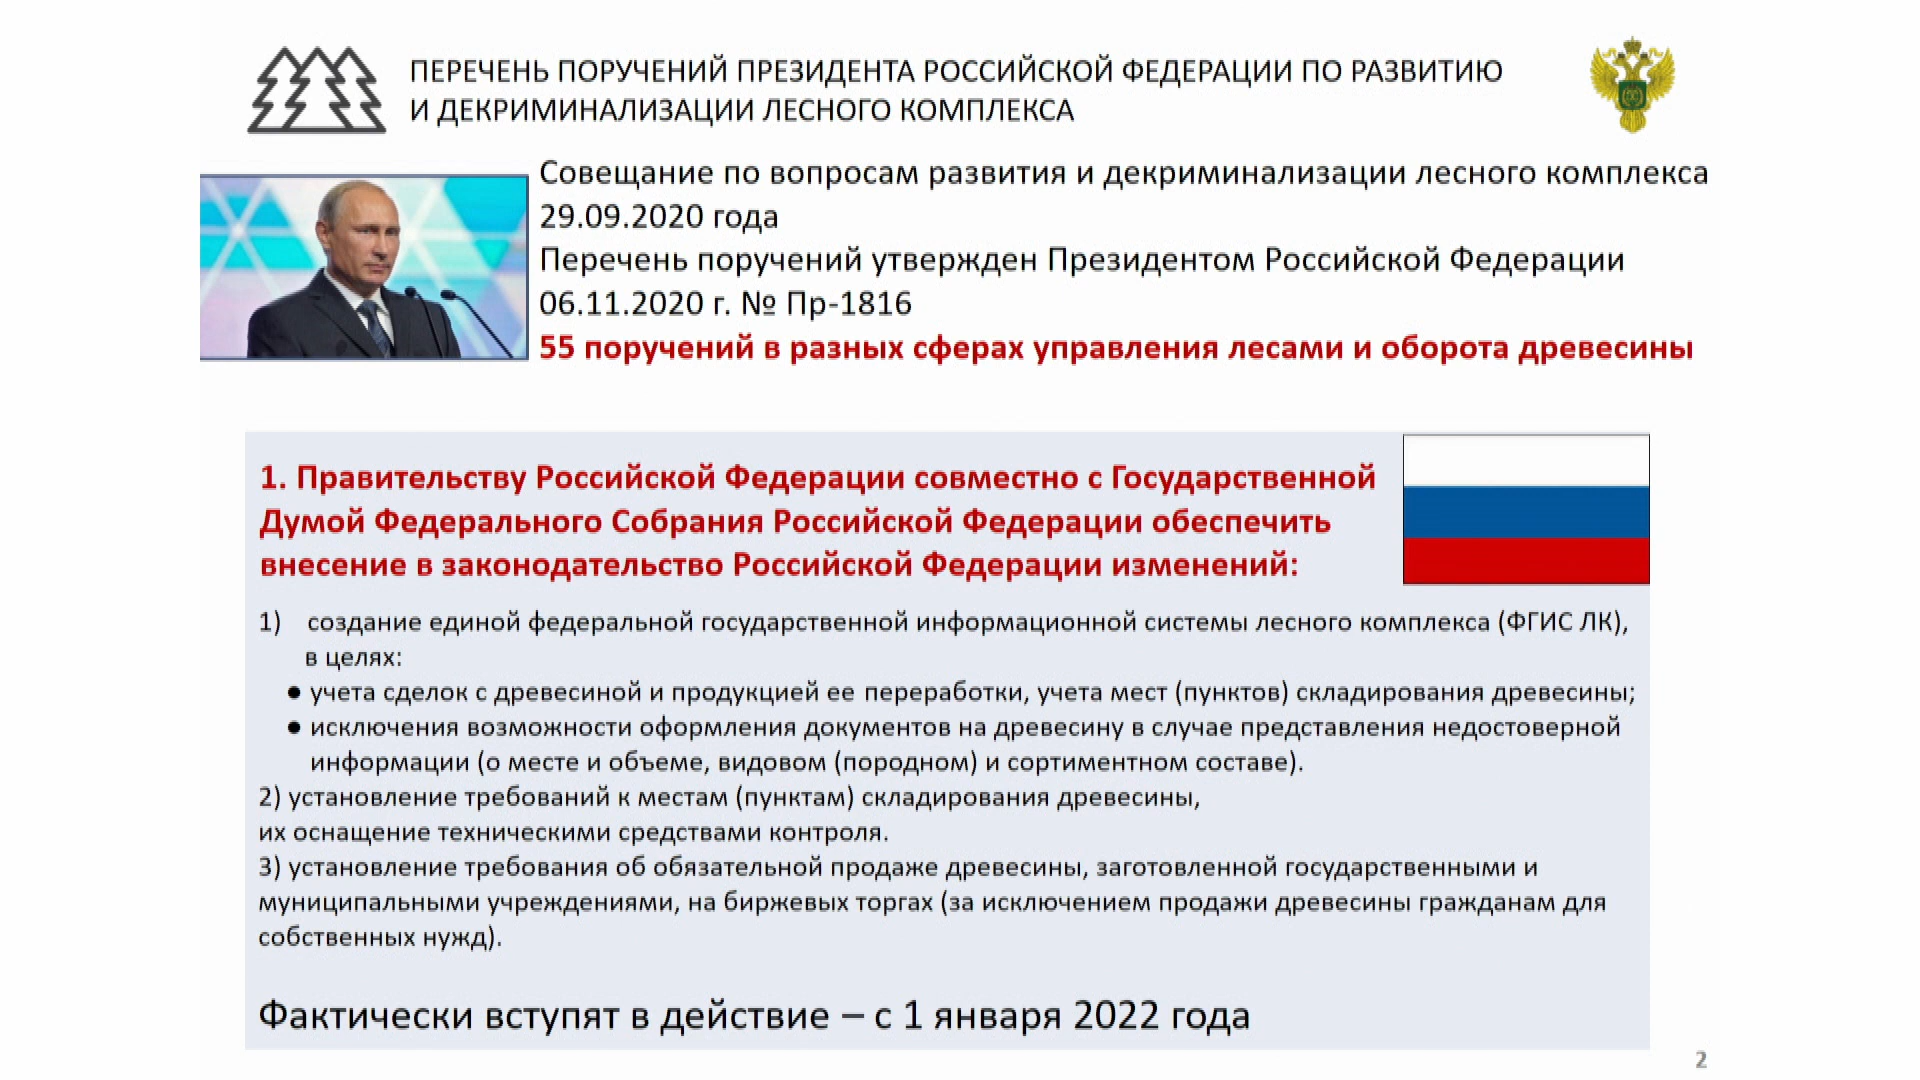 ПЕРЕЧЕНЬ ПОРУЧЕНИЙ ПРЕЗИДЕНТА РОССИЙСКОЙ ФЕДЕРАЦИИ ПО РАЗВИТИЮ
И ДЕКРИМИНАЛИЗАЦИИ ЛЕСНОГО КОМПЛЕКСА
Совещание по вопросам развития и декриминализации лесного комплекса
29.09.2020 года
Перечень поручений утвержден Президентом Российской Федерации
06.11.2020 г. № Пр-1816
55 поручений в разных сферах управления лесами и оборота древесины
1. Правительству Российской Федерации совместно с Государственной
Думой Федерального Собрания Российской Федерации обеспечить
внесение в законодательство Российской Федерации изменений:
1) создание единой федеральной государственной информационной системы лесного комплекса (ФГИС ЛК),
в целях:
● учета сделок с древесиной и продукцией ее переработки, учета мест (пунктов) складирования древесины;
● исключения возможности оформления документов на древесину в случае представления недостоверной
информации (о месте и объеме, видовом (породном) и сортиментном составе).
2) установление требований к местам (пунктам) складирования древесины,
их оснащение техническими средствами контроля.
3) установление требования об обязательной продаже древесины, заготовленной государственными и
муниципальными учреждениями, на биржевых торгах (за исключением продажи древесины гражданам для
собственных нужд).
Фактически вступят в действие – с 1 января 2022 года
2